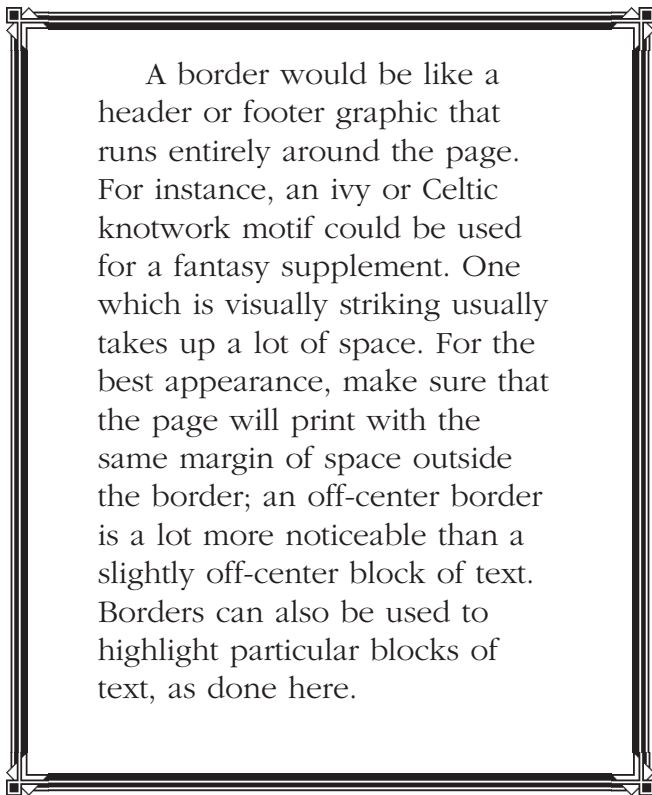 A border would be like a
header or footer graphic that
runs entirely around the page.
For instance, an ivy or Celtic
knotwork motif could be used
for a fantasy supplement. One
which is visually striking usually
takes up a lot of space. For the
best appearance, make sure that
the page will print with the
same margin of space outside
the border; an off-center border
is a lot more noticeable than a
slightly off-center block of text.
Borders can also be used to
highlight particular blocks of
text, as done here.